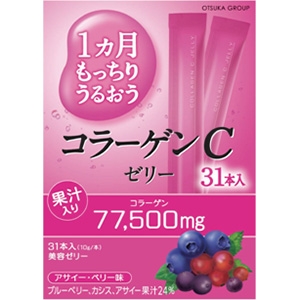 OTSUKA GROUP
1カ月
もっちり
うるおう
コラーゲンC
ゼリー
31本入
果汁
入り
コラーゲン
77,500mg
31本入(10g/本)
美容ゼリー
アサイー・ベリー味
ブルーベリー、カシス、アサイー果汁24%